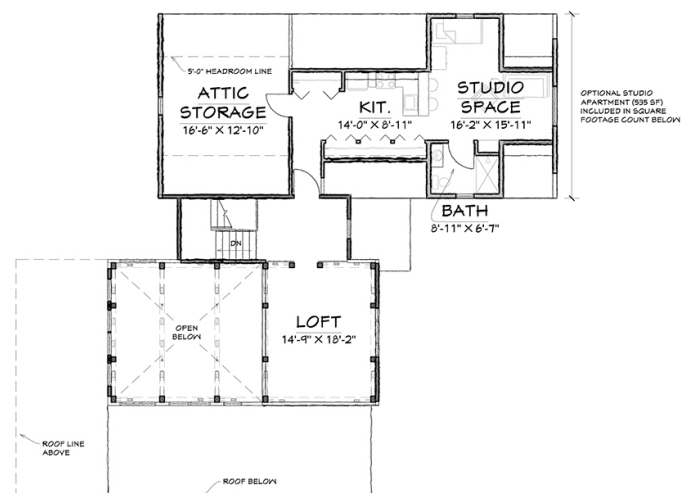 5'-0" HEADROOM LINE
ATTIC
STORAGE
16'-6" X 12'-10"
KIT.
14'-0" X 8'-11"
STUDIO
SPACE
16'-2" X 15'-11"
OPTIONAL STUDIO
APARTMENT (535 SF)
INCLUDED IN SQUARE
FOOTAGE COUNT BELOW
BATH
8'-11" X 6'-7"
DN
OPEN
BELOW
LOFT
14'-9" X 18'-2"
ROOF LINE
ABOVE
ROOF BELOW